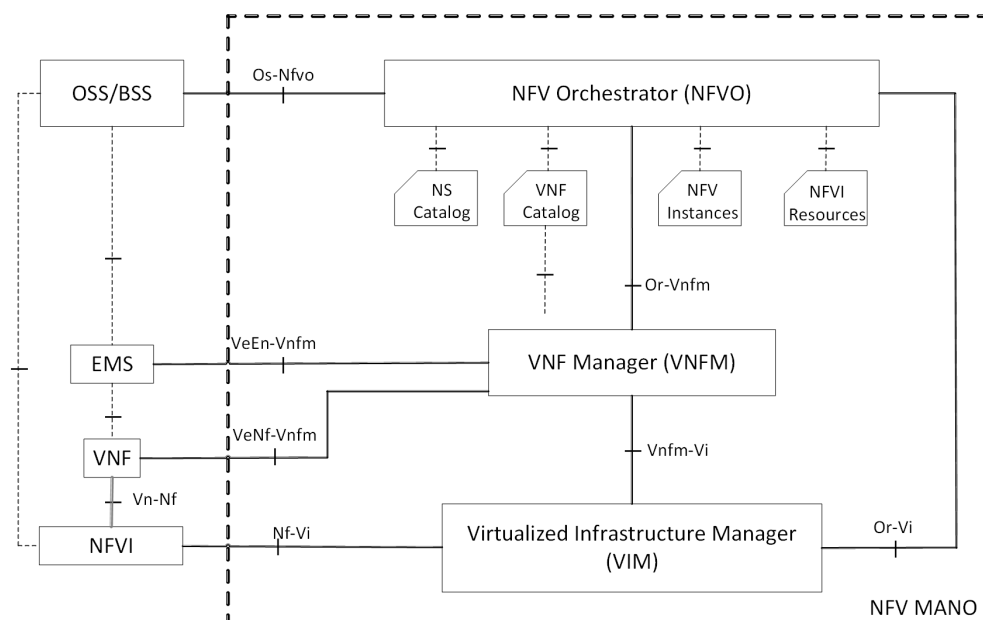 Os-Nfvo
OSS/BSS
NFV Orchestrator (NFVO)
NS
Catalog
VNF
Catalog
NFV
Instances
NFVI
Resources
Or-Vnfm
VeEn-Vnfm
EMS
VNF Manager (VNFM)
VeNf-Vnfm
VNF
Vnfm-Vi
Vn-Nf
Nf-Vi
NFVI
Virtualized Infrastructure Manager
(VIM)
Or-Vi
NFV MANO